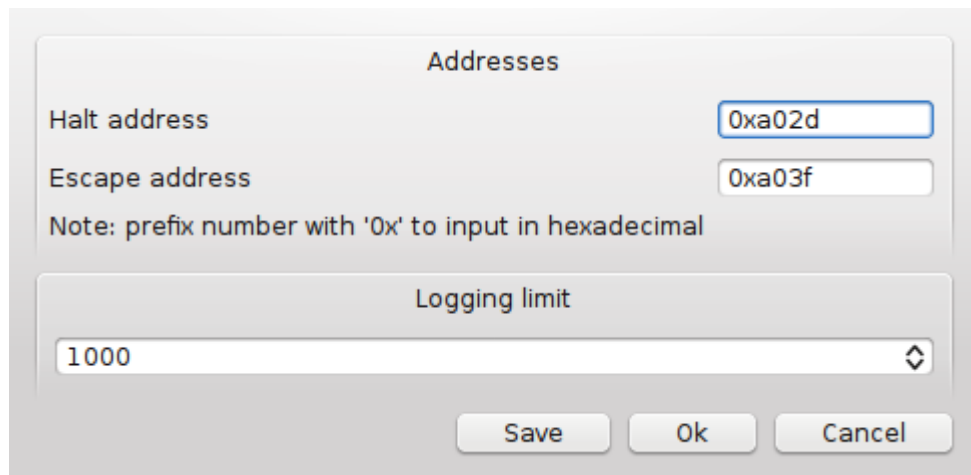 Addresses
Halt address 0xa02d
Escape address 0xa03f
Note: prefix number with '0x' to input in hexadecimal
Logging limit
1000
Save Ok Cancel